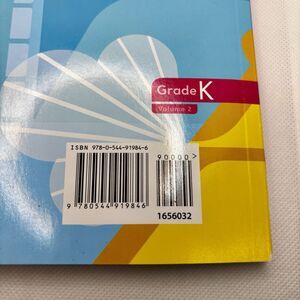 Grade K
Volume 2
ISBN 978-0-544-91984-6
90000>
9 780544 919846
1656032